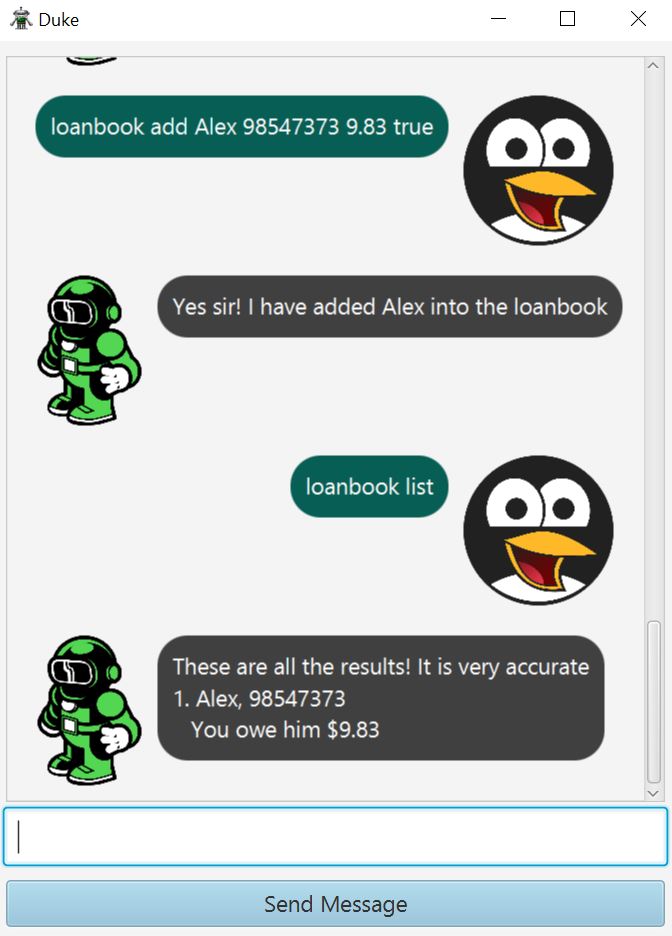 Duke
loanbook add Alex 98547373 9.83 true
Yes sir! I have added Alex into the loanbook
loanbook list
These are all the results! It is very accurate
1. Alex, 98547373
You owe him $9.83
Send Message